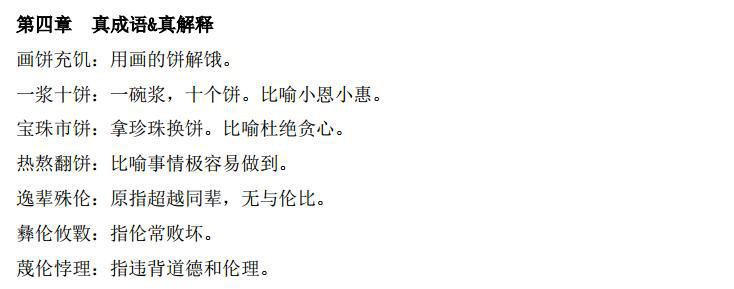 第四章　真成语&真解释
画饼充饥：用画的饼解饿。
一浆十饼：一碗浆，十个饼。比喻小恩小惠。
宝珠市饼：拿珍珠换饼。比喻杜绝贪心。
热熬翻饼：比喻事情极容易做到。
逸辈殊伦：原指超越同辈，无与伦比。
彝伦攸斁：指伦常败坏。
蔑伦悖理：指违背道德和伦理。